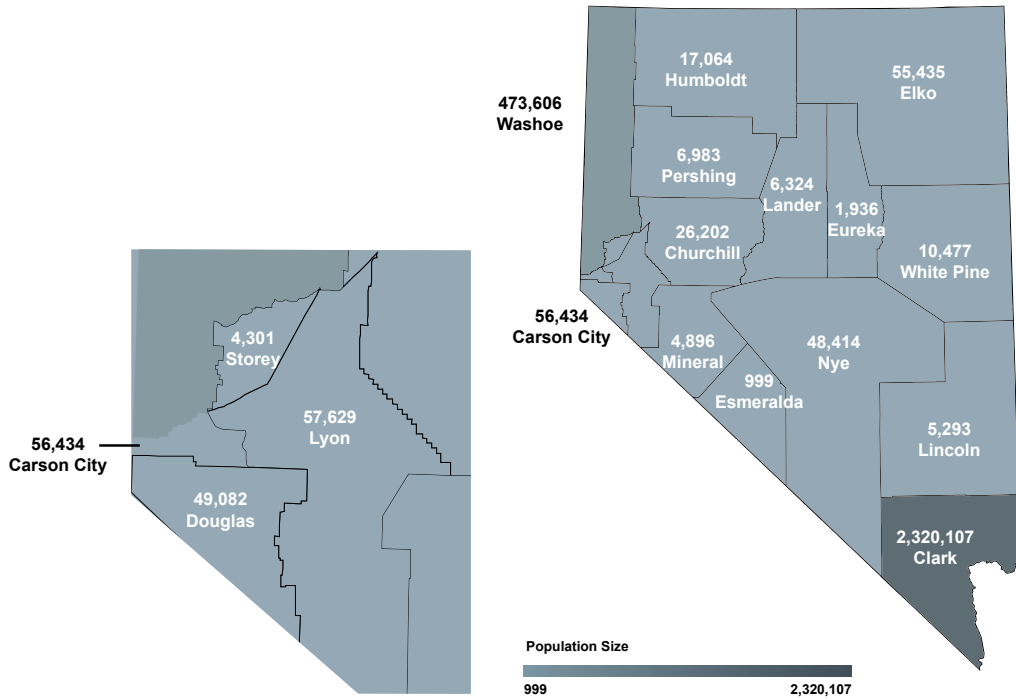 17,064
Humboldt
55,435
Elko
473,606
Washoe
6,983
Pershing
6,324
Lander
1,936
Eureka
26,202
Churchill
10,477
White Pine
56,434
Carson City
4,896
Mineral
48,414
Nye
999
Esmeralda
5,293
Lincoln
2,320,107
Clark
4,301
Storey
57,629
Lyon
56,434
Carson City
49,082
Douglas
Population Size
999
2,320,107